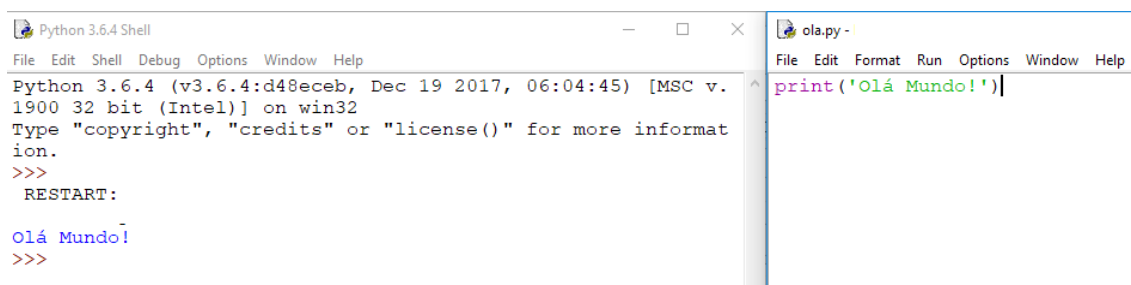 Python 3.6.4 Shell
File Edit Shell Debug Options Window Help
Python 3.6.4 (v3.6.4:d48eceb, Dec 19 2017, 06:04:45) [MSC v.
1900 32 bit (Intel)] on win32
Type "copyright", "credits" or "license()" for more informat
ion.
>>>
RESTART:
Olá Mundo!
>>>
ola.py -
File Edit Format Run Options Window Help
print('Olá Mundo!')